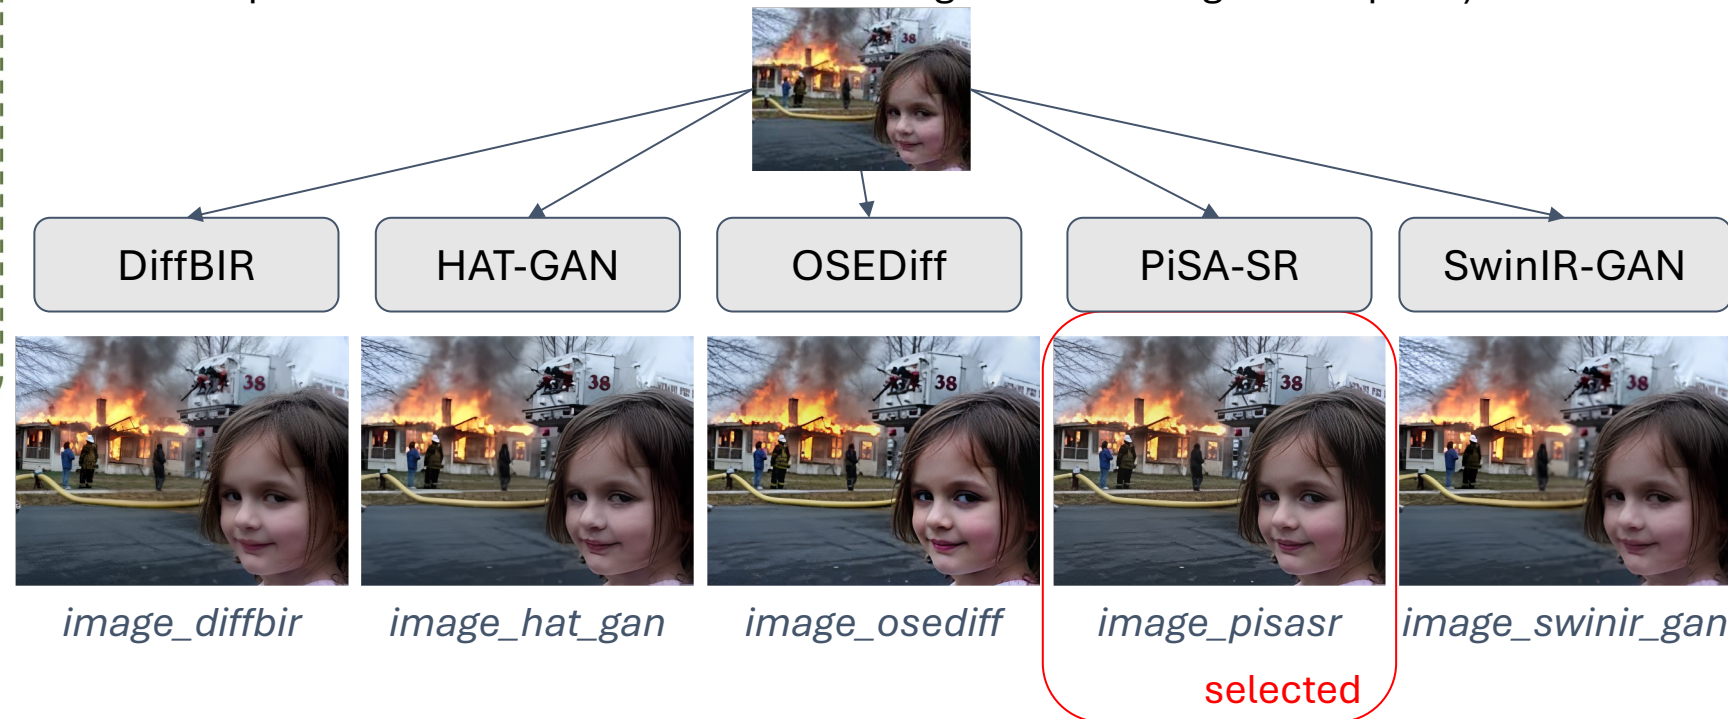 38
DiffBIR HAT-GAN OSEDiff PiSA-SR SwinIR-GAN
38 38 38 38 38
image_diffbir image_hat_gan image_osediff image_pisasr image_swinir_gan
selected